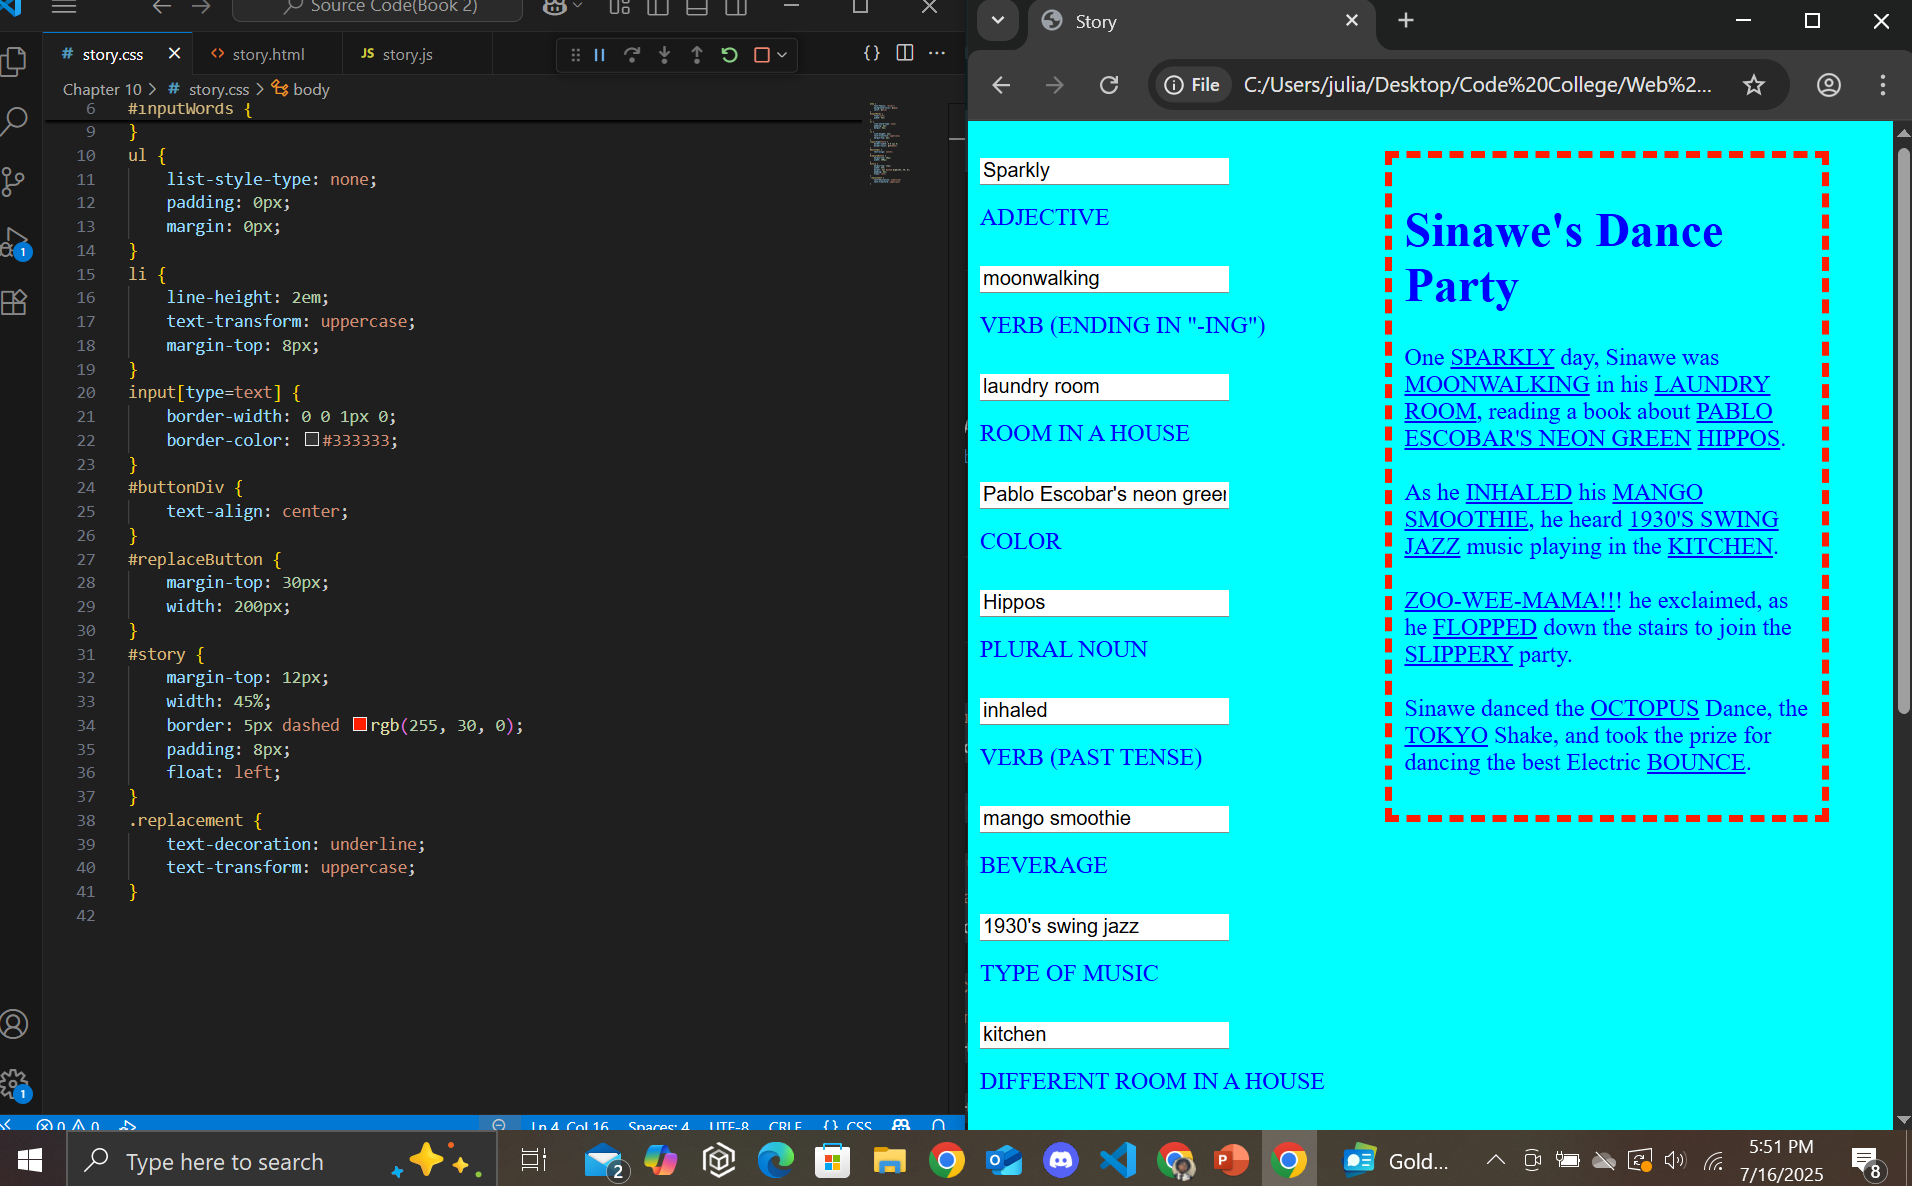 Source Code(Book 2)
# story.css
<> story.html
JS story.js
Chapter 10 > # story.css > body
6 #inputWords {
9 }
10 ul {
11 list-style-type: none;
12 padding: 0px;
13 margin: 0px;
14 }
15 li {
16 line-height: 2em;
17 text-transform: uppercase;
18 margin-top: 8px;
19 }
20 input[type=text] {
21 border-width: 0 0 1px 0;
22 border-color: #333333;
23 }
24 #buttonDiv {
25 text-align: center;
26 }
27 #replaceButton {
28 margin-top: 30px;
29 width: 200px;
30 }
31 #story {
32 margin-top: 12px;
33 width: 45%;
34 border: 5px dashed rgb(255, 30, 0);
35 padding: 8px;
36 float: left;
37 }
38 .replacement {
39 text-decoration: underline;
40 text-transform: uppercase;
41 }
42
1
1
0 0
Ln 4, Col 16 Spaces: 4 UTF-8 CRLF {} CSS
Story
File C:/Users/julia/Desktop/Code%20College/Web%2...
Sparkly
ADJECTIVE
moonwalking
VERB (ENDING IN "-ING")
laundry room
ROOM IN A HOUSE
Pablo Escobar's neon green
COLOR
Hippos
PLURAL NOUN
inhaled
VERB (PAST TENSE)
mango smoothie
BEVERAGE
1930's swing jazz
TYPE OF MUSIC
kitchen
DIFFERENT ROOM IN A HOUSE
Sinawe's Dance
Party
One SPARKLY day, Sinawe was
MOONWALKING in his LAUNDRY
ROOM, reading a book about PABLO
ESCOBAR'S NEON GREEN HIPPOS.
As he INHALED his MANGO
SMOOTHIE, he heard 1930'S SWING
JAZZ music playing in the KITCHEN.
ZOO-WEE-MAMA!!! he exclaimed, as
he FLOPPED down the stairs to join the
SLIPPERY party.
Sinawe danced the OCTOPUS Dance, the
TOKYO Shake, and took the prize for
dancing the best Electric BOUNCE.
Type here to search
2
P
Gold...
5:51 PM
7/16/2025
8